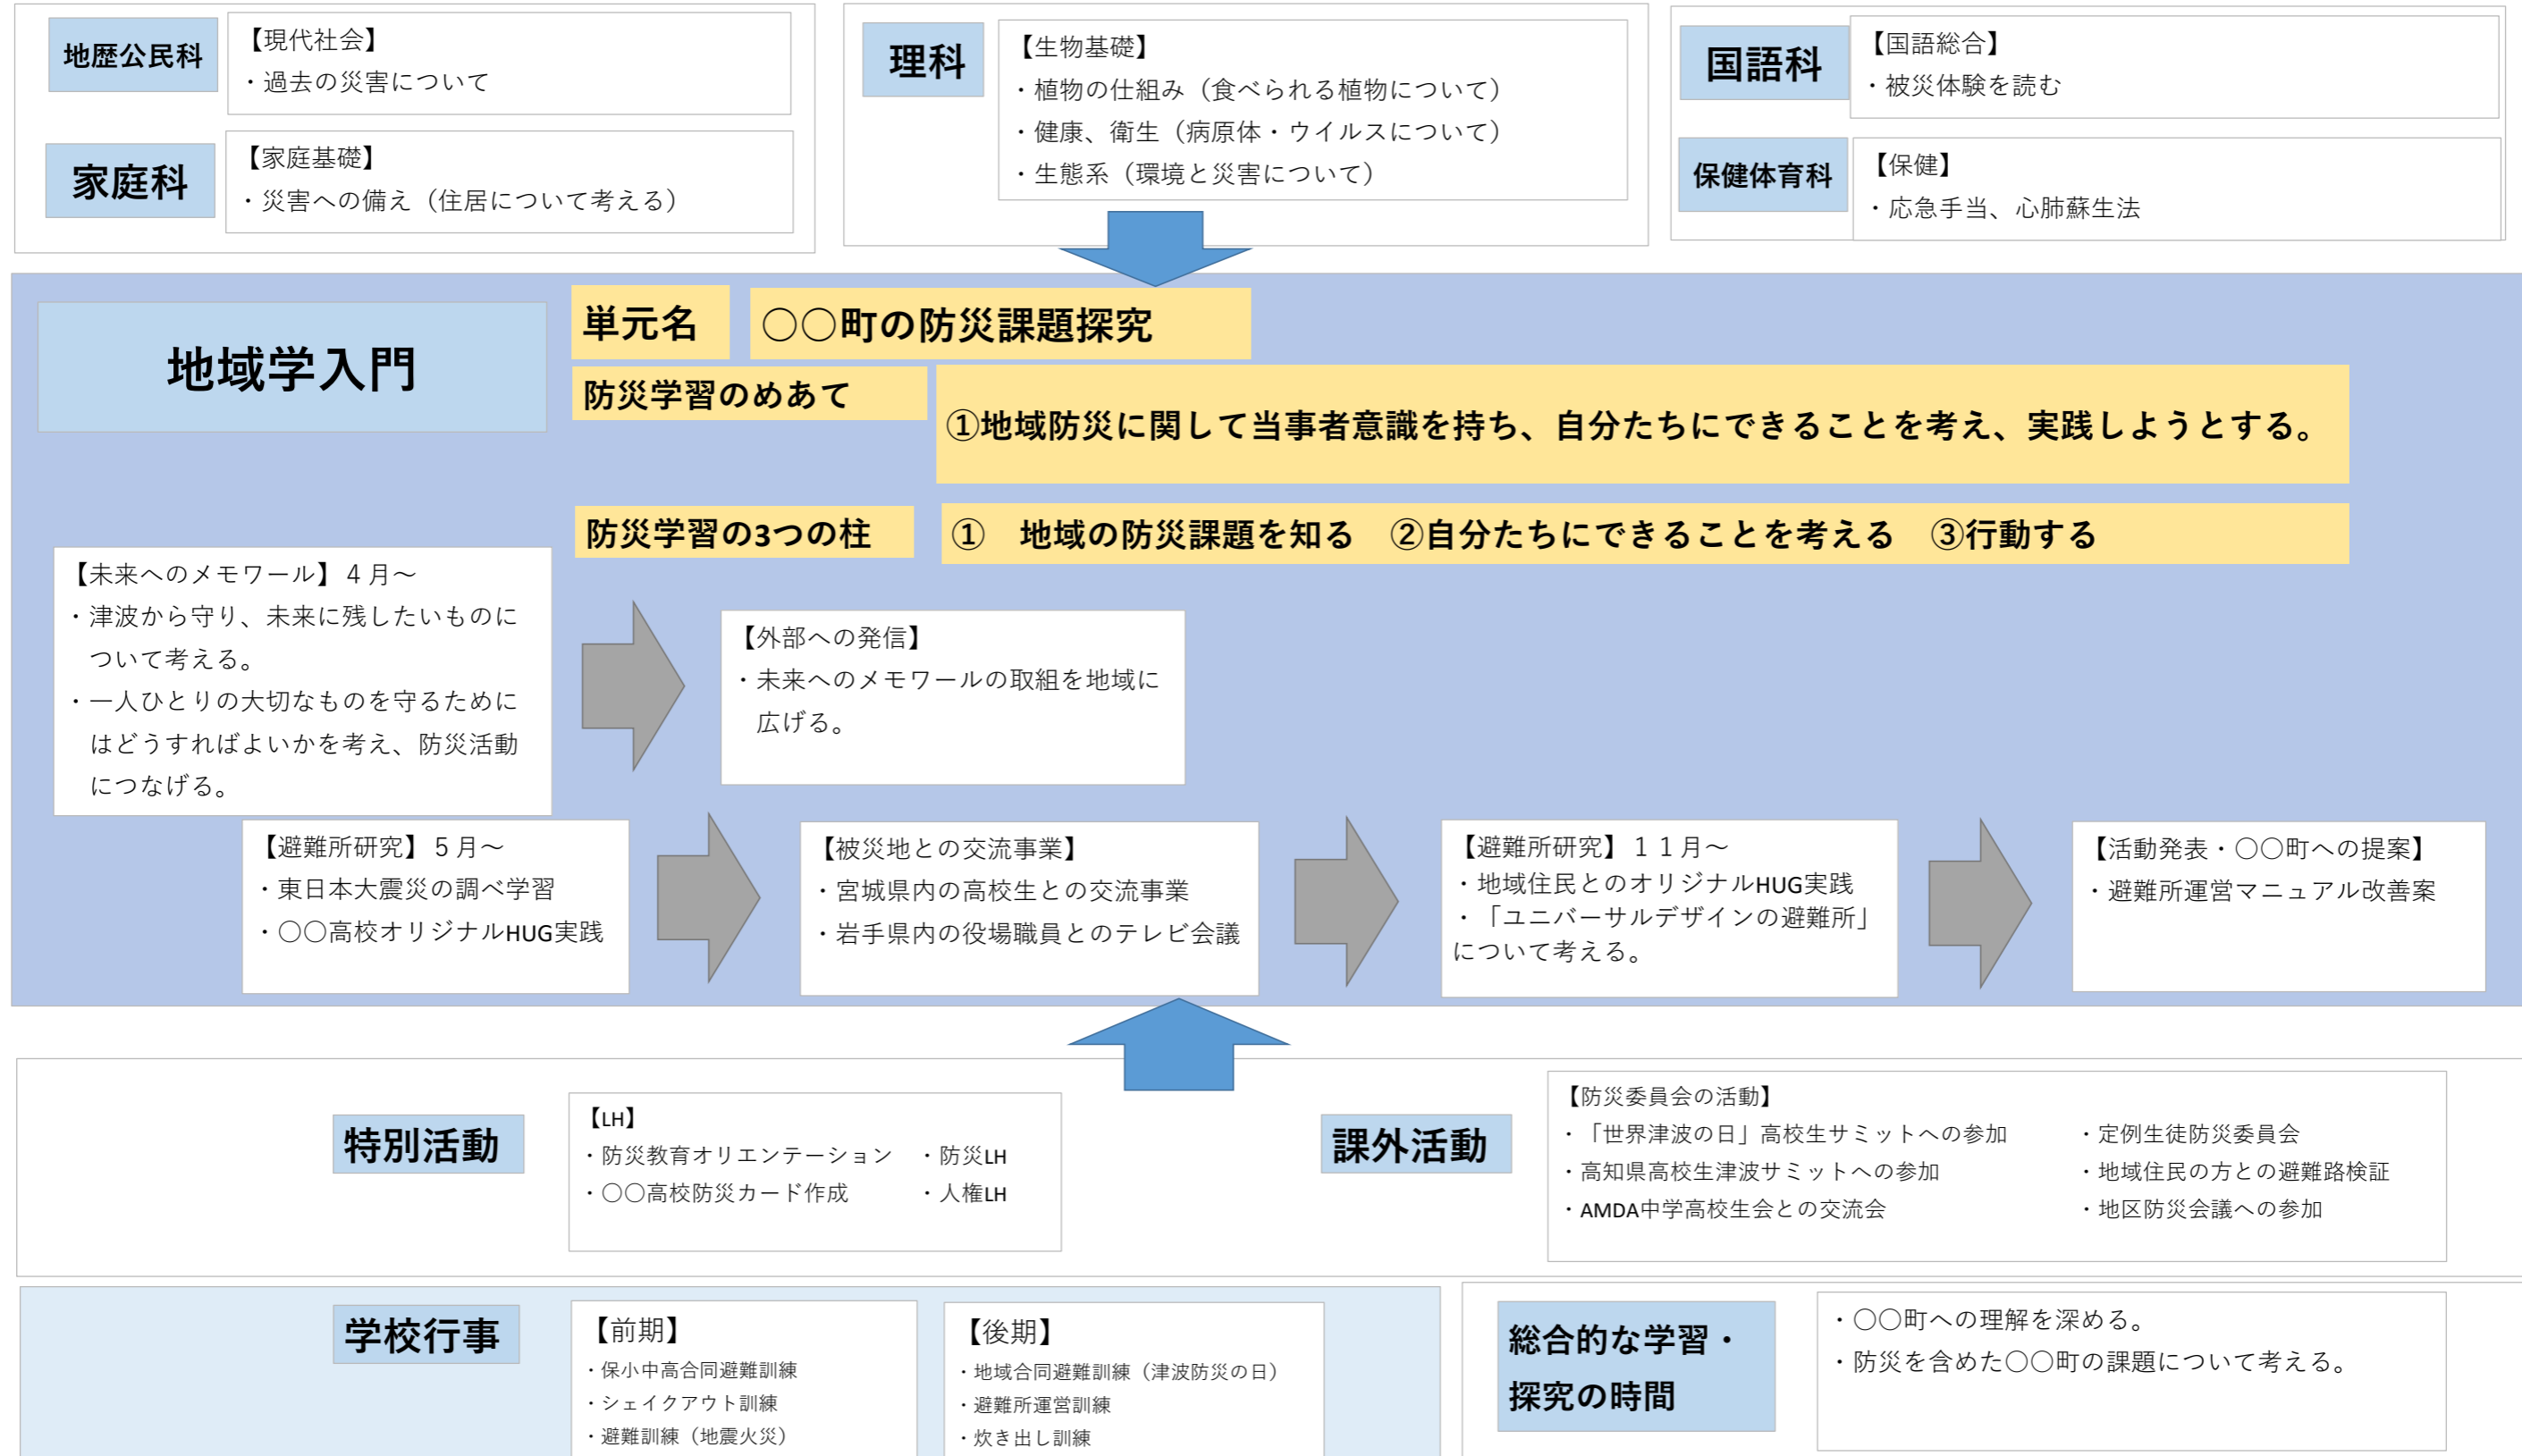 地歴公民科
【現代社会】
・過去の災害について
家庭科
【家庭基礎】
・災害への備え（住居について考える）
理科
【生物基礎】
・植物の仕組み（食べられる植物について）
・健康、衛生（病原体・ウイルスについて）
・生態系（環境と災害について）
国語科
【国語総合】
・被災体験を読む
保健体育科
【保健】
・応急手当、心肺蘇生法
地域学入門
単元名
○○町の防災課題探究
防災学習のめあて
①地域防災に関して当事者意識を持ち、自分たちにできることを考え、実践しようとする。
防災学習の3つの柱
①　地域の防災課題を知る　②自分たちにできることを考える　③行動する
【未来へのメモワール】４月～
・津波から守り、未来に残したいものに
ついて考える。
・一人ひとりの大切なものを守るために
はどうすればよいかを考え、防災活動
につなげる。
【外部への発信】
・未来へのメモワールの取組を地域に
広げる。
【避難所研究】５月～
・東日本大震災の調べ学習
・○○高校オリジナルHUG実践
【被災地との交流事業】
・宮城県内の高校生との交流事業
・岩手県内の役場職員とのテレビ会議
【避難所研究】１１月～
・地域住民とのオリジナルHUG実践
・「ユニバーサルデザインの避難所」
について考える。
【活動発表・○○町への提案】
・避難所運営マニュアル改善案
特別活動
【LH】
・防災教育オリエンテーション　・防災LH
・○○高校防災カード作成　・人権LH
課外活動
【防災委員会の活動】
・「世界津波の日」高校生サミットへの参加　・定例生徒防災委員会
・高知県高校生津波サミットへの参加　・地域住民の方との避難路検証
・AMDA中学高校生会との交流会　・地区防災会議への参加
学校行事
【前期】
・保小中高合同避難訓練
・シェイクアウト訓練
・避難訓練（地震火災）
【後期】
・地域合同避難訓練（津波防災の日）
・避難所運営訓練
・炊き出し訓練
総合的な学習・
探究の時間
・○○町への理解を深める。
・防災を含めた○○町の課題について考える。